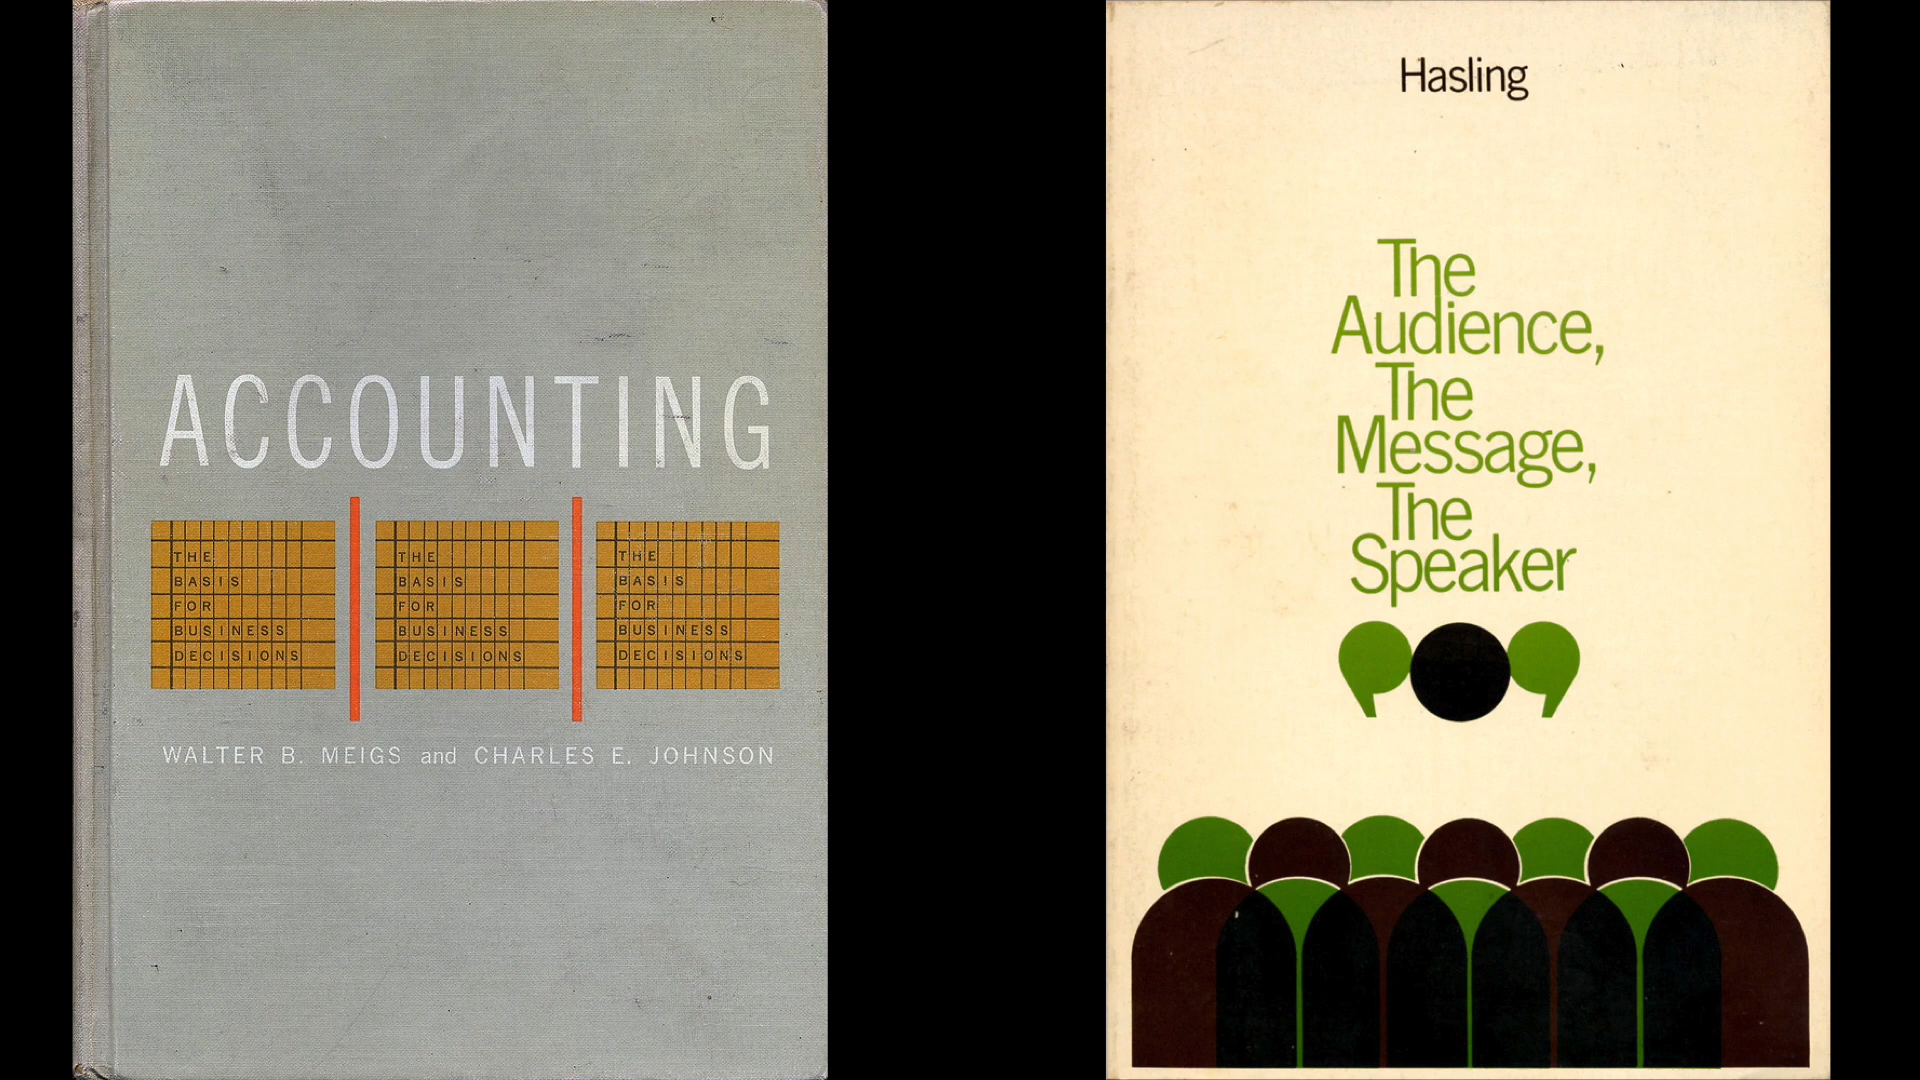 ACCOUNTING
THE
BASIS
FOR
BUSINESS
DECISIONS
THE
BASIS
FOR
BUSINESS
DECISIONS
THE
BASIS
FOR
BUSINESS
DECISIONS
WALTER B. MEIGS and CHARLES E. JOHNSON
Hasling
The
Audience,
The
Message,
The
Speaker